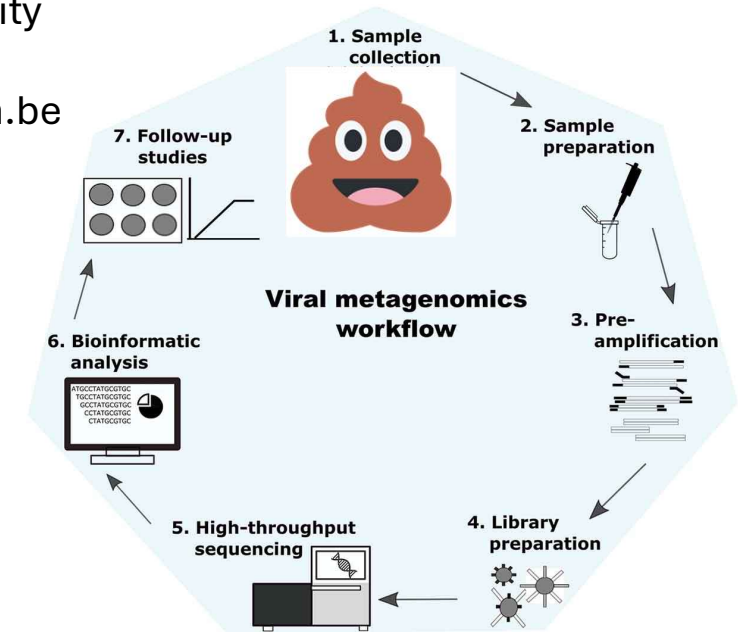 1. Sample
collection
2. Sample
preparation
3. Pre-
amplification
4. Library
preparation
5. High-throughput
sequencing
6. Bioinformatic
analysis
ATGCCTATGCGTGC
TGCCTATGCGTGC
GCCTATGCGTGC
CCTATGCGTGC
CTATGCGTGC
7. Follow-up
studies
Viral metagenomics
workflow
.be